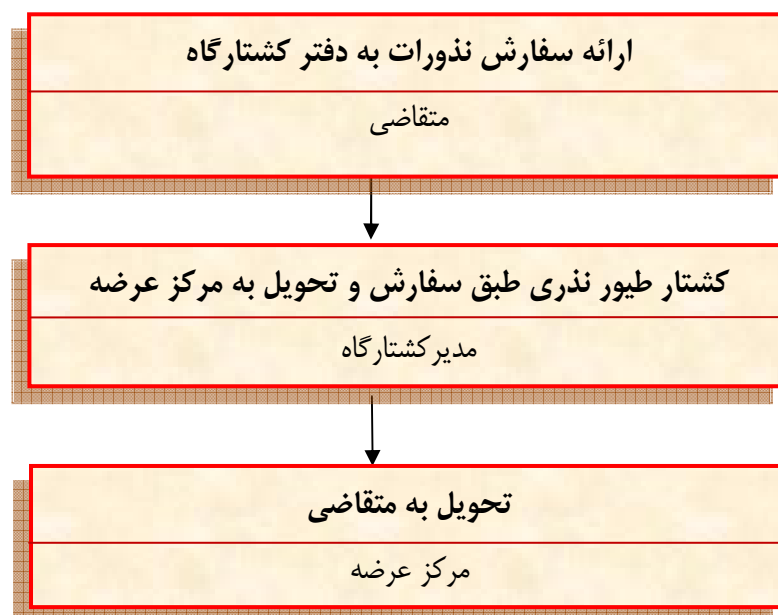 ارائه سفارش نذورات به دفتر کشتارگاه
متقاضی
کشتار طیور نذری طبق سفارش و تحویل به مرکز عرضه
مدیرکشتارگاه
تحویل به متقاضی
مرکز عرضه